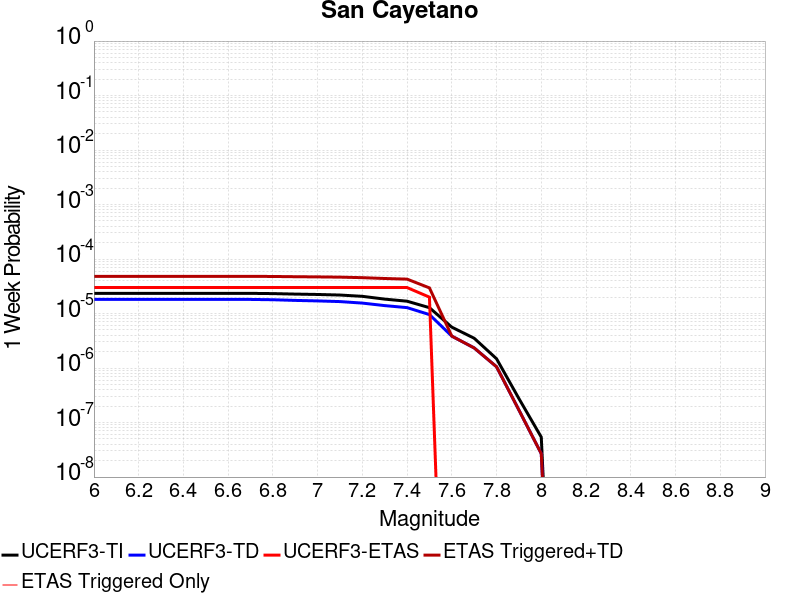 San Cayetano
10^0
10^-1
10^-2
10^-3
10^-4
10^-5
10^-6
10^-7
10^-8
1 Week Probability
6 6.2 6.4 6.6 6.8 7 7.2 7.4 7.6 7.8 8 8.2 8.4 8.6 8.8 9
Magnitude
UCERF3-TI UCERF3-TD UCERF3-ETAS ETAS Triggered+TD
ETAS Triggered Only